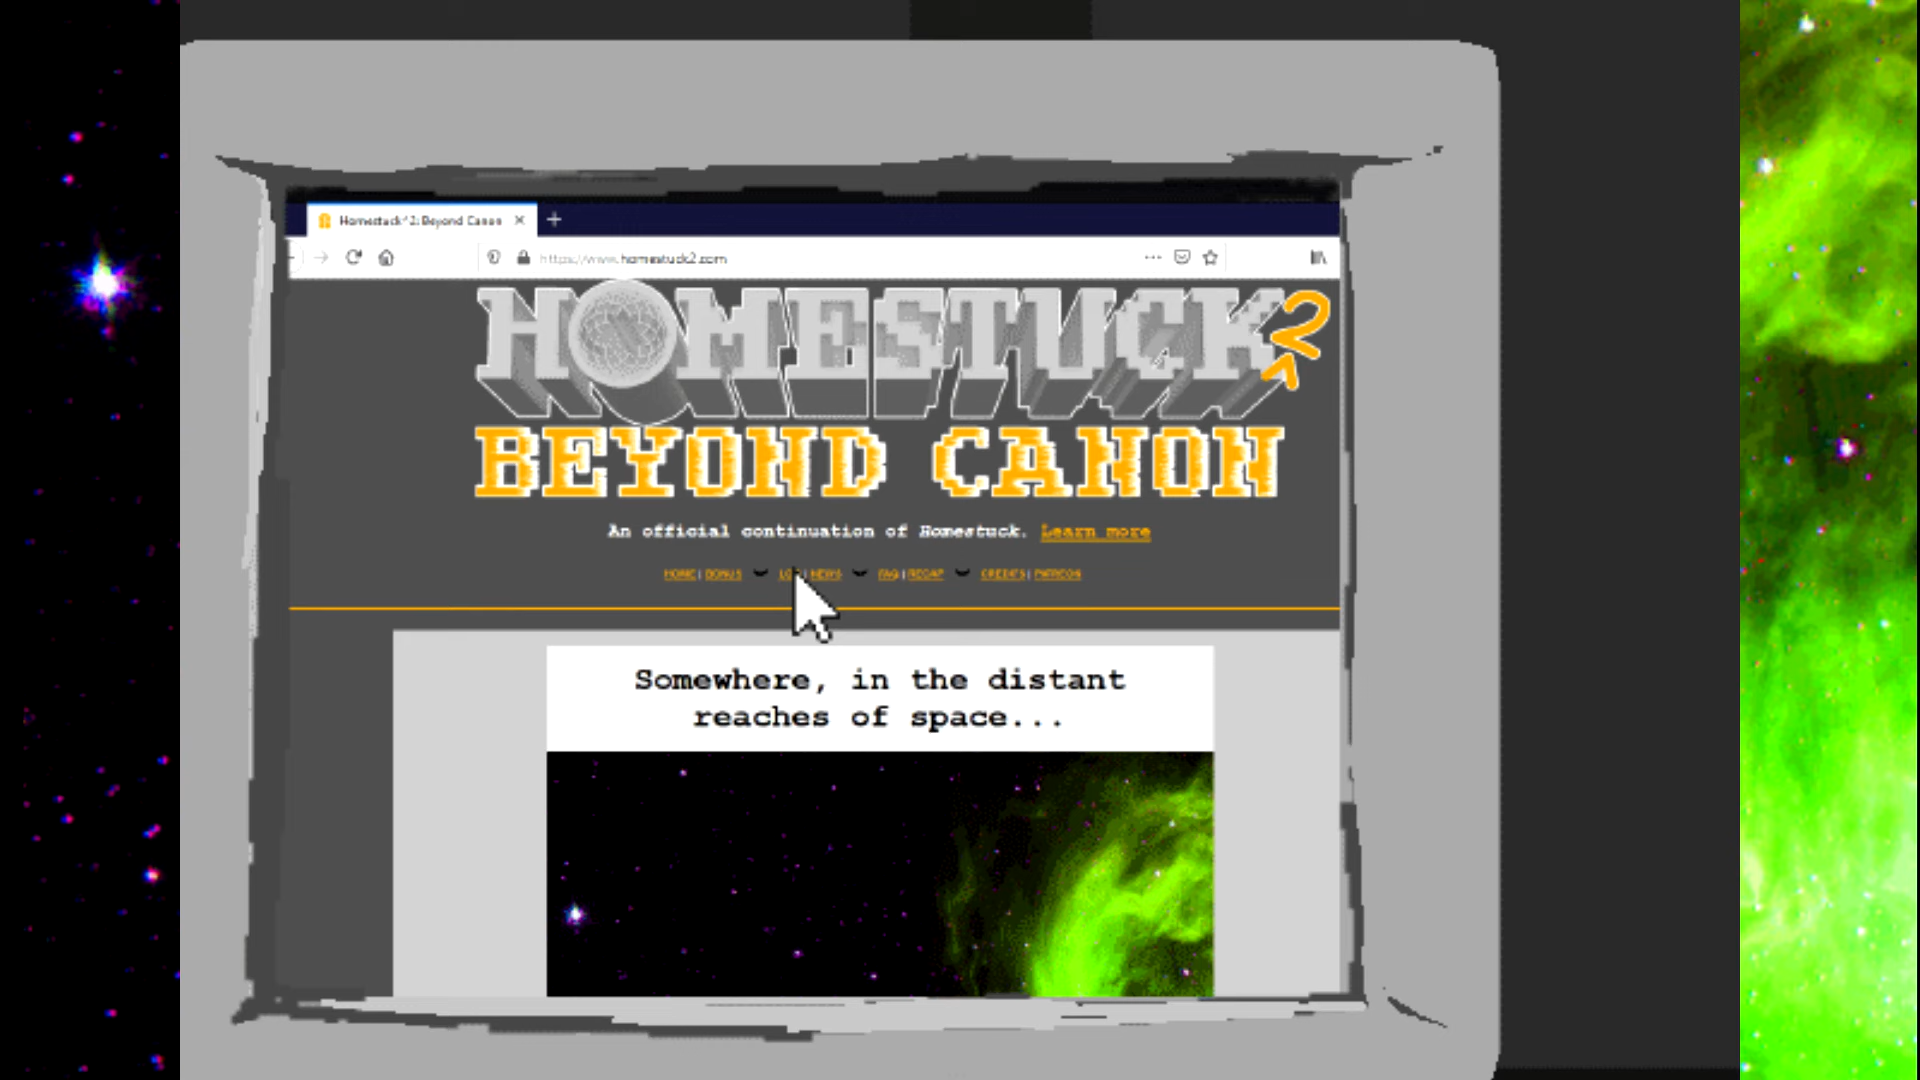 Homestuck^2: Beyond Canon
https://www.homestuck2.com
HOMESTUCK^2
BEYOND CANON
An official continuation of Homestuck. Learn more
HOME | BONUS LOG | NEWS FAQ | RECAP CREDITS | PATREON
Somewhere, in the distant
reaches of space...